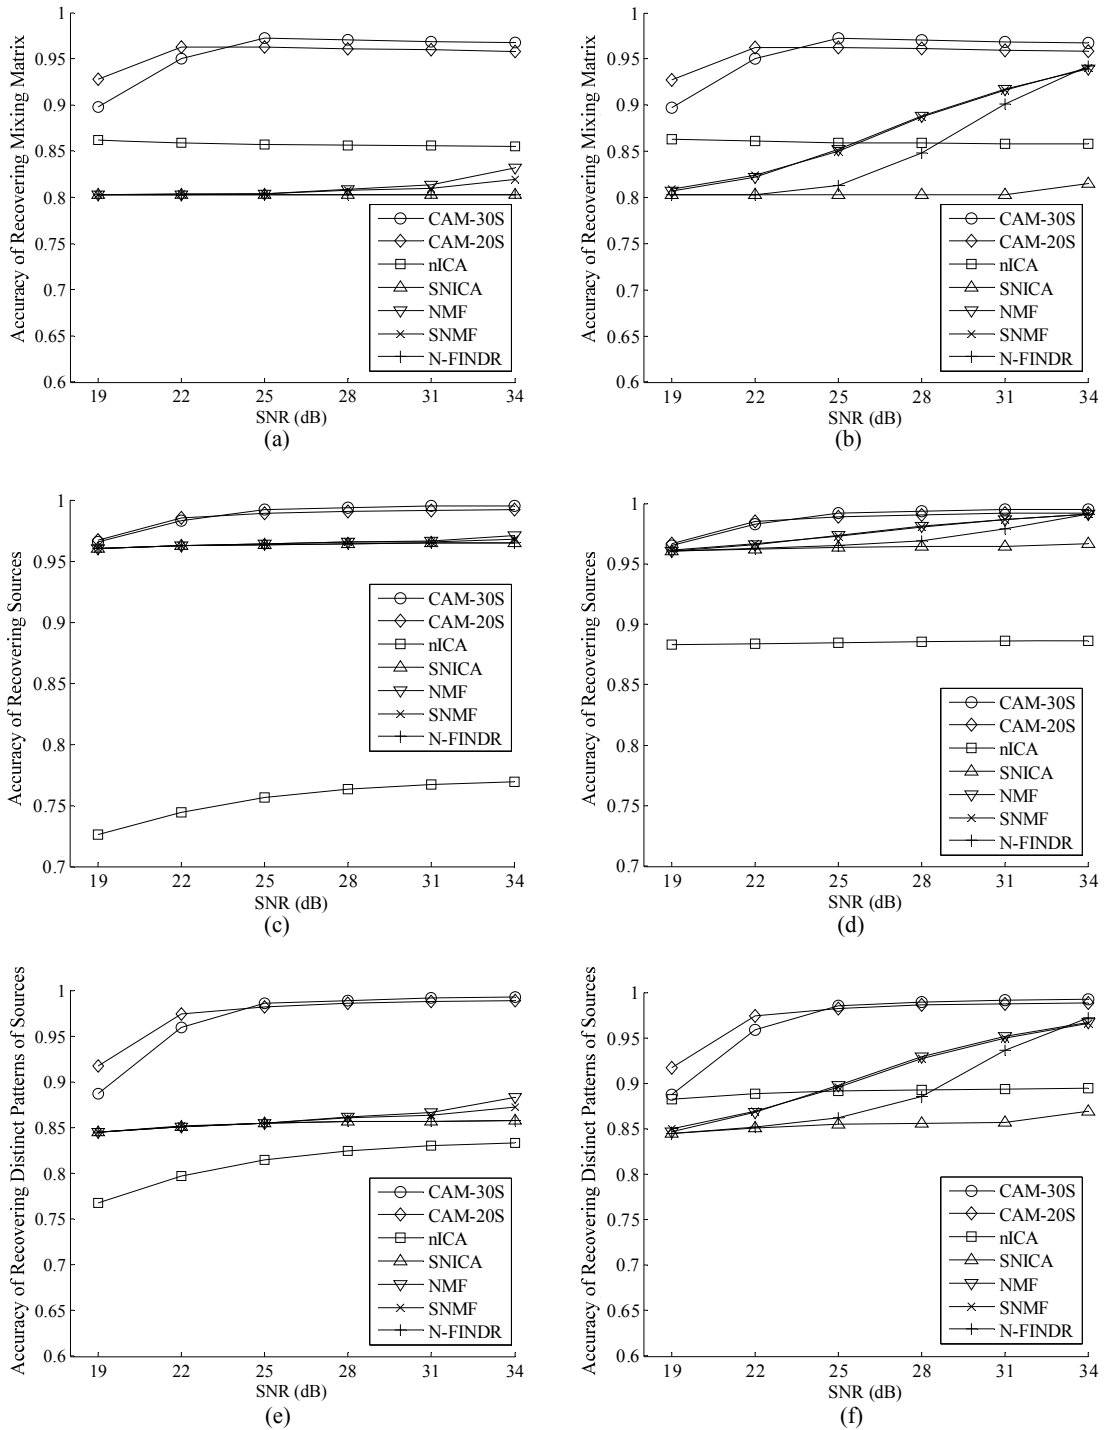 Accuracy of Recovering Mixing Matrix
1
0.95
0.9
0.85
0.8
0.75
0.7
0.65
0.6
19 22 25 28 31 34
SNR (dB)
CAM-30S
CAM-20S
nICA
SNICA
NMF
SNMF
N-FINDR
(a)
Accuracy of Recovering Mixing Matrix
1
0.95
0.9
0.85
0.8
0.75
0.7
0.65
0.6
19 22 25 28 31 34
SNR (dB)
CAM-30S
CAM-20S
nICA
SNICA
NMF
SNMF
N-FINDR
(b)
Accuracy of Recovering Sources
1
0.95
0.9
0.85
0.8
0.75
0.7
19 22 25 28 31 34
SNR (dB)
CAM-30S
CAM-20S
nICA
SNICA
NMF
SNMF
N-FINDR
(c)
Accuracy of Recovering Sources
1
0.95
0.9
0.85
0.8
0.75
0.7
19 22 25 28 31 34
SNR (dB)
CAM-30S
CAM-20S
nICA
SNICA
NMF
SNMF
N-FINDR
(d)
Accuracy of Recovering Distinct Patterns of Sources
1
0.95
0.9
0.85
0.8
0.75
0.7
0.65
0.6
19 22 25 28 31 34
SNR (dB)
CAM-30S
CAM-20S
nICA
SNICA
NMF
SNMF
N-FINDR
(e)
Accuracy of Recovering Distinct Patterns of Sources
1
0.95
0.9
0.85
0.8
0.75
0.7
0.65
0.6
19 22 25 28 31 34
SNR (dB)
CAM-30S
CAM-20S
nICA
SNICA
NMF
SNMF
N-FINDR
(f)